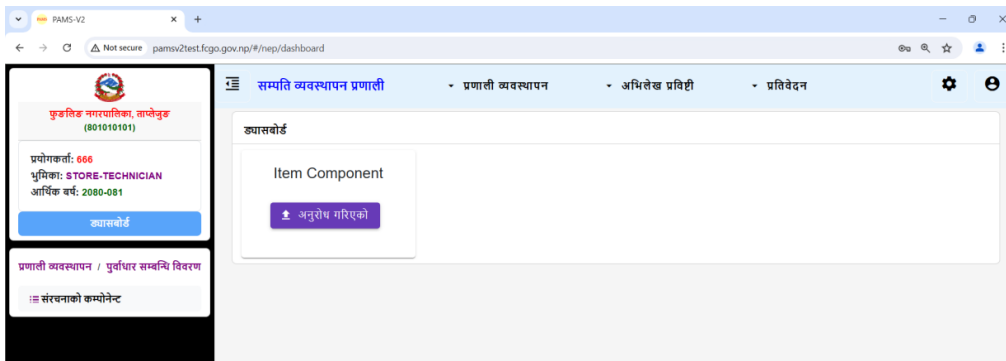 PAMS-V2
Not secure pamsv2test.fcgo.gov.np/#/nep/dashboard
फुङलिङ नगरपालिका, ताप्लेजुङ
(801010101)
प्रयोगकर्ता: 666
भुमिका: STORE-TECHNICIAN
आर्थिक बर्ष: 2080-081
ड्यासबोर्ड
प्रणाली व्यवस्थापन / पुर्वाधार सम्बन्धि विवरण
संरचनाको कम्पोनेन्ट
सम्पति व्यवस्थापन प्रणाली प्रणाली व्यवस्थापन अभिलेख प्रविष्टी प्रतिवेदन
ड्यासबोर्ड
Item Component
अनुरोध गरिएको